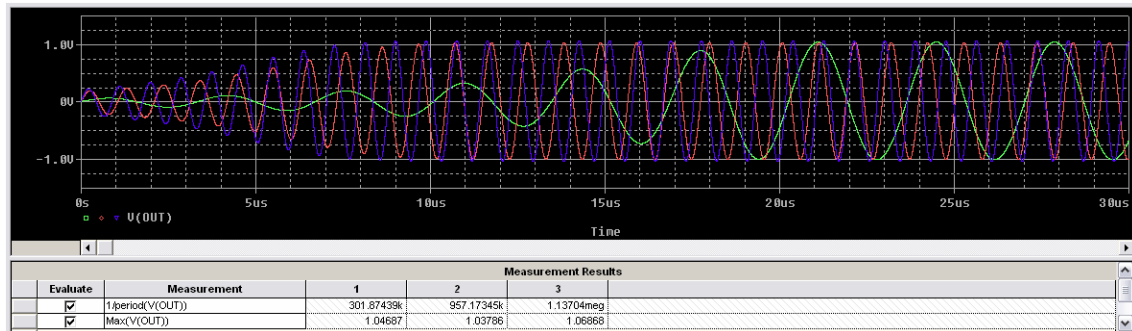 1.0V
0V
-1.0V
0s 5us 10us 15us 20us 25us 30us
V(OUT)
Time
Measurement Results
Evaluate Measurement 1 2 3
1/period(V(OUT)) 301.87439k 957.17345k 1.13704meg
Max(V(OUT)) 1.04687 1.03786 1.06868